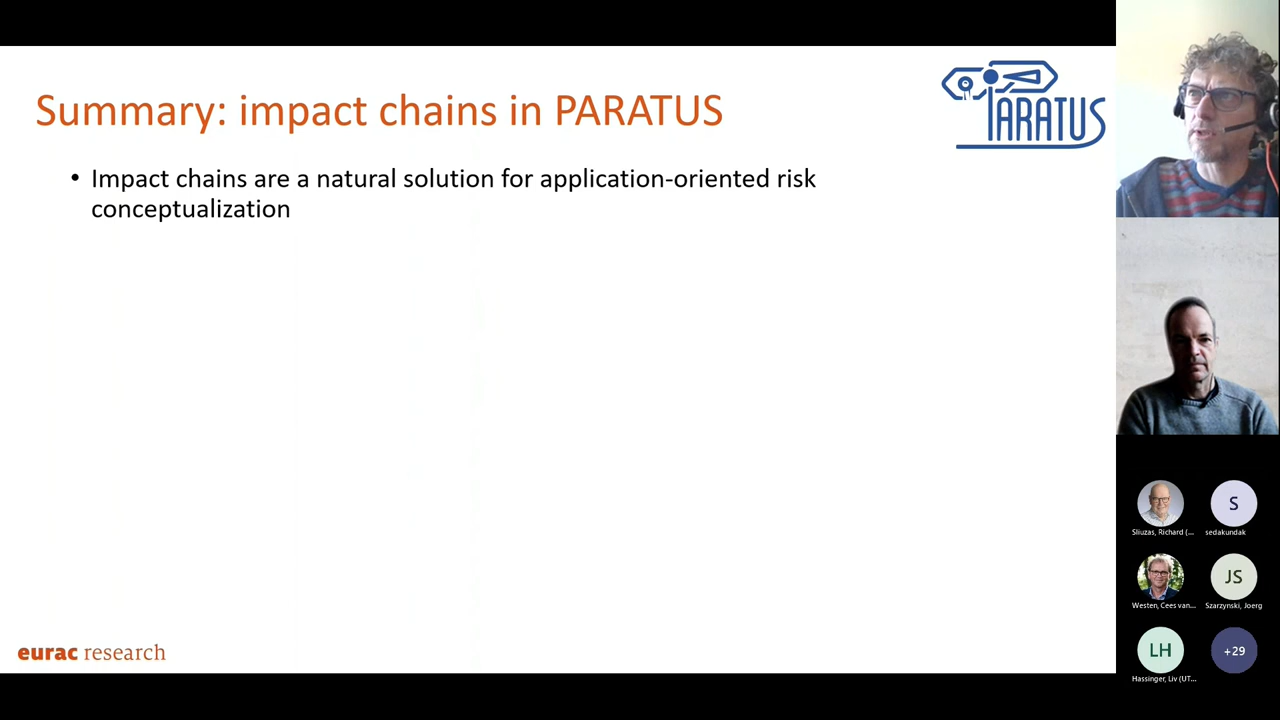 Summary: impact chains in PARATUS
PARATUS
• Impact chains are a natural solution for application-oriented risk
conceptualization
eurac research
Sliuzas, Richard (...
S
sedakundak
Westen, Cees van...
JS
Szarzynski, Joerg
LH
Hassinger, Liv (UT...
+29